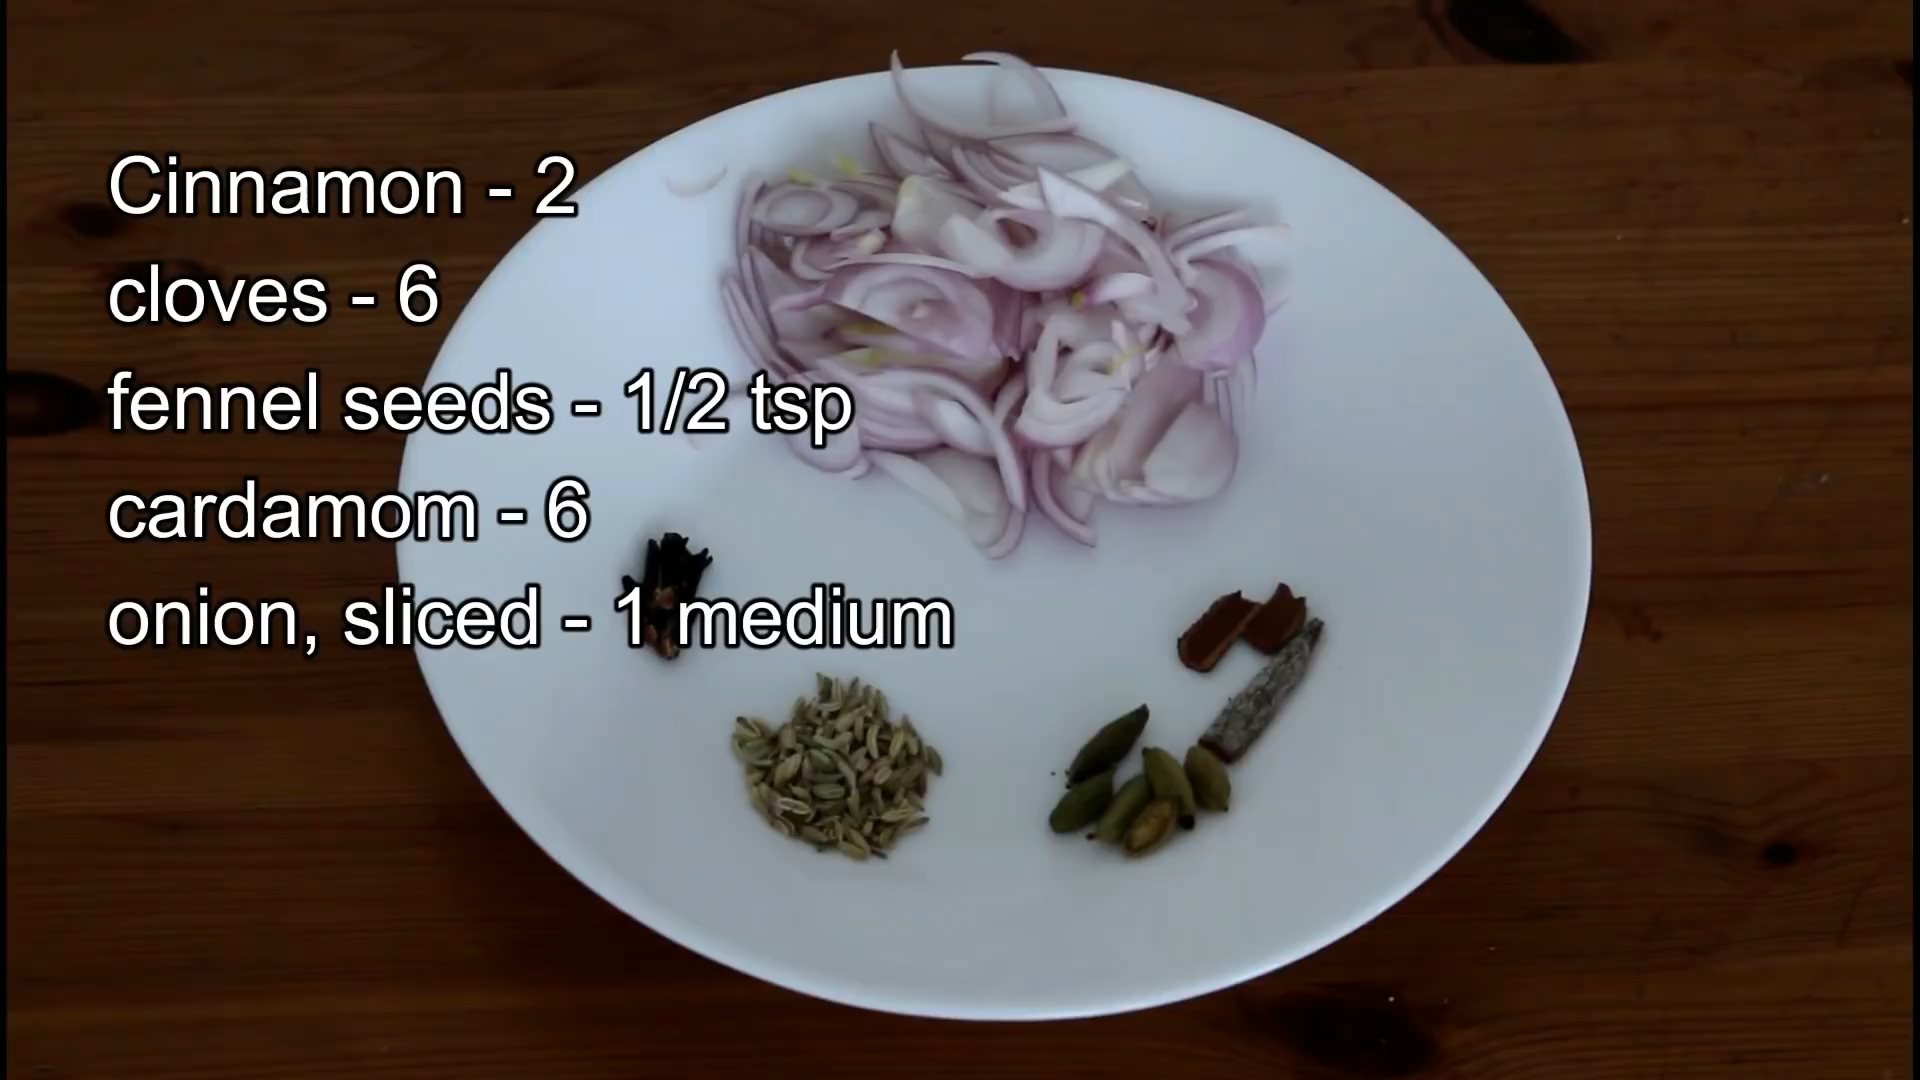 Cinnamon - 2
cloves - 6
fennel seeds - 1/2 tsp
cardamom - 6
onion, sliced - 1 medium